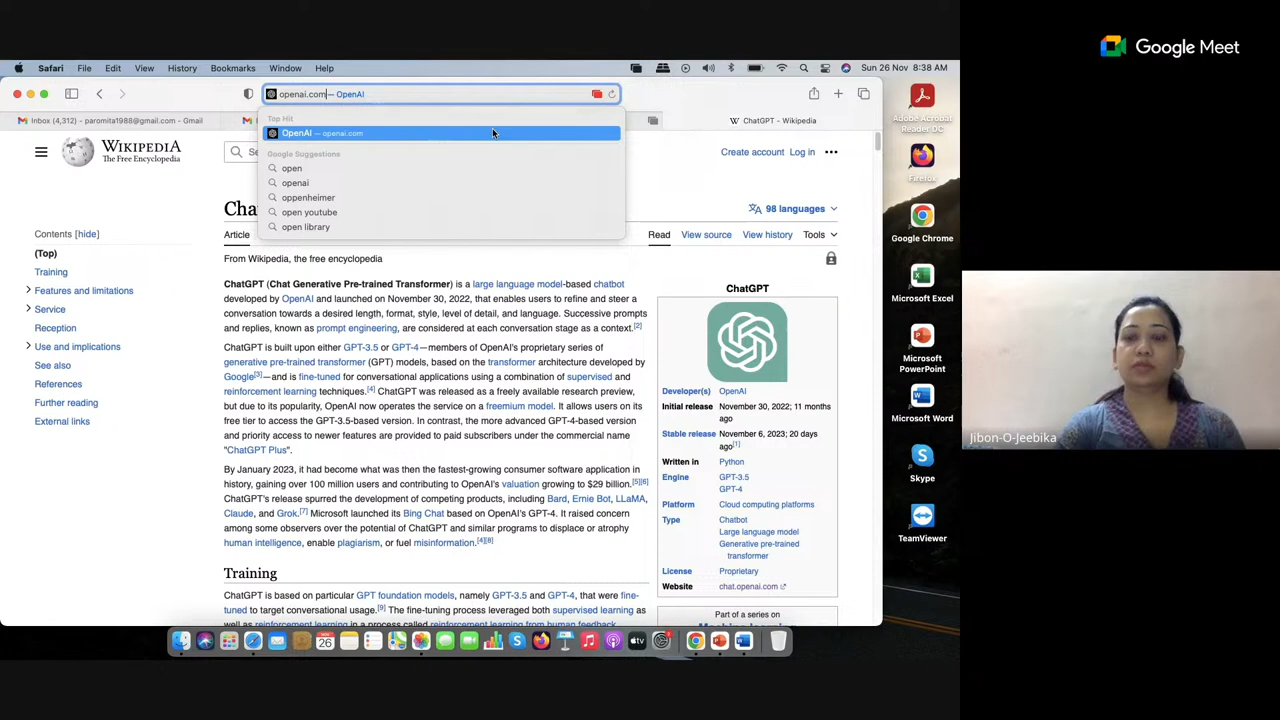 Google Meet
Safari File Edit View History Bookmarks Window Help
Sun 26 Nov 8:38 AM
openai.com — OpenAI
Inbox (4,312) - paromita1988@gmail.com - Gmail
ChatGPT - Wikipedia
Top Hit
OpenAI — openai.com
Google Suggestions
open
openai
oppenheimer
open youtube
open library
WIKIPEDIA
The Free Encyclopedia
Create account Log in
98 languages
Contents [hide]
(Top)
Training
Features and limitations
Service
Reception
Use and implications
See also
References
Further reading
External links
Article
Read View source View history Tools
From Wikipedia, the free encyclopedia
ChatGPT (Chat Generative Pre-trained Transformer) is a large language model-based chatbot
developed by OpenAI and launched on November 30, 2022, that enables users to refine and steer a
conversation towards a desired length, format, style, level of detail, and language. Successive prompts
and replies, known as prompt engineering, are considered at each conversation stage as a context.[2]
ChatGPT is built upon either GPT-3.5 or GPT-4—members of OpenAI's proprietary series of
generative pre-trained transformer (GPT) models, based on the transformer architecture developed by
Google[3]—and is fine-tuned for conversational applications using a combination of supervised and
reinforcement learning techniques.[4] ChatGPT was released as a freely available research preview,
but due to its popularity, OpenAI now operates the service on a freemium model. It allows users on its
free tier to access the GPT-3.5-based version. In contrast, the more advanced GPT-4-based version
and priority access to newer features are provided to paid subscribers under the commercial name
"ChatGPT Plus".
By January 2023, it had become what was then the fastest-growing consumer software application in
history, gaining over 100 million users and contributing to OpenAI's valuation growing to $29 billion.[5][6]
ChatGPT's release spurred the development of competing products, including Bard, Ernie Bot, LLaMA,
Claude, and Grok.[7] Microsoft launched its Bing Chat based on OpenAI's GPT-4. It raised concern
among some observers over the potential of ChatGPT and similar programs to displace or atrophy
human intelligence, enable plagiarism, or fuel misinformation.[4][8]
Training
ChatGPT is based on particular GPT foundation models, namely GPT-3.5 and GPT-4, that were fine-
tuned to target conversational usage.[9] The fine-tuning process leveraged both supervised learning as
well as reinforcement learning in a process called reinforcement learning from human feedback
ChatGPT
Developer(s) OpenAI
Initial release November 30, 2022; 11 months
ago
Stable release November 6, 2023; 20 days
ago[1]
Written in Python
Engine GPT-3.5
GPT-4
Platform Cloud computing platforms
Type Chatbot
Large language model
Generative pre-trained
transformer
License Proprietary
Website chat.openai.com
Part of a series on
Adobe Acrobat
Reader DC
Firefox
Google Chrome
Microsoft Excel
Microsoft
PowerPoint
Microsoft Word
Skype
TeamViewer
Jibon-O-Jeebika